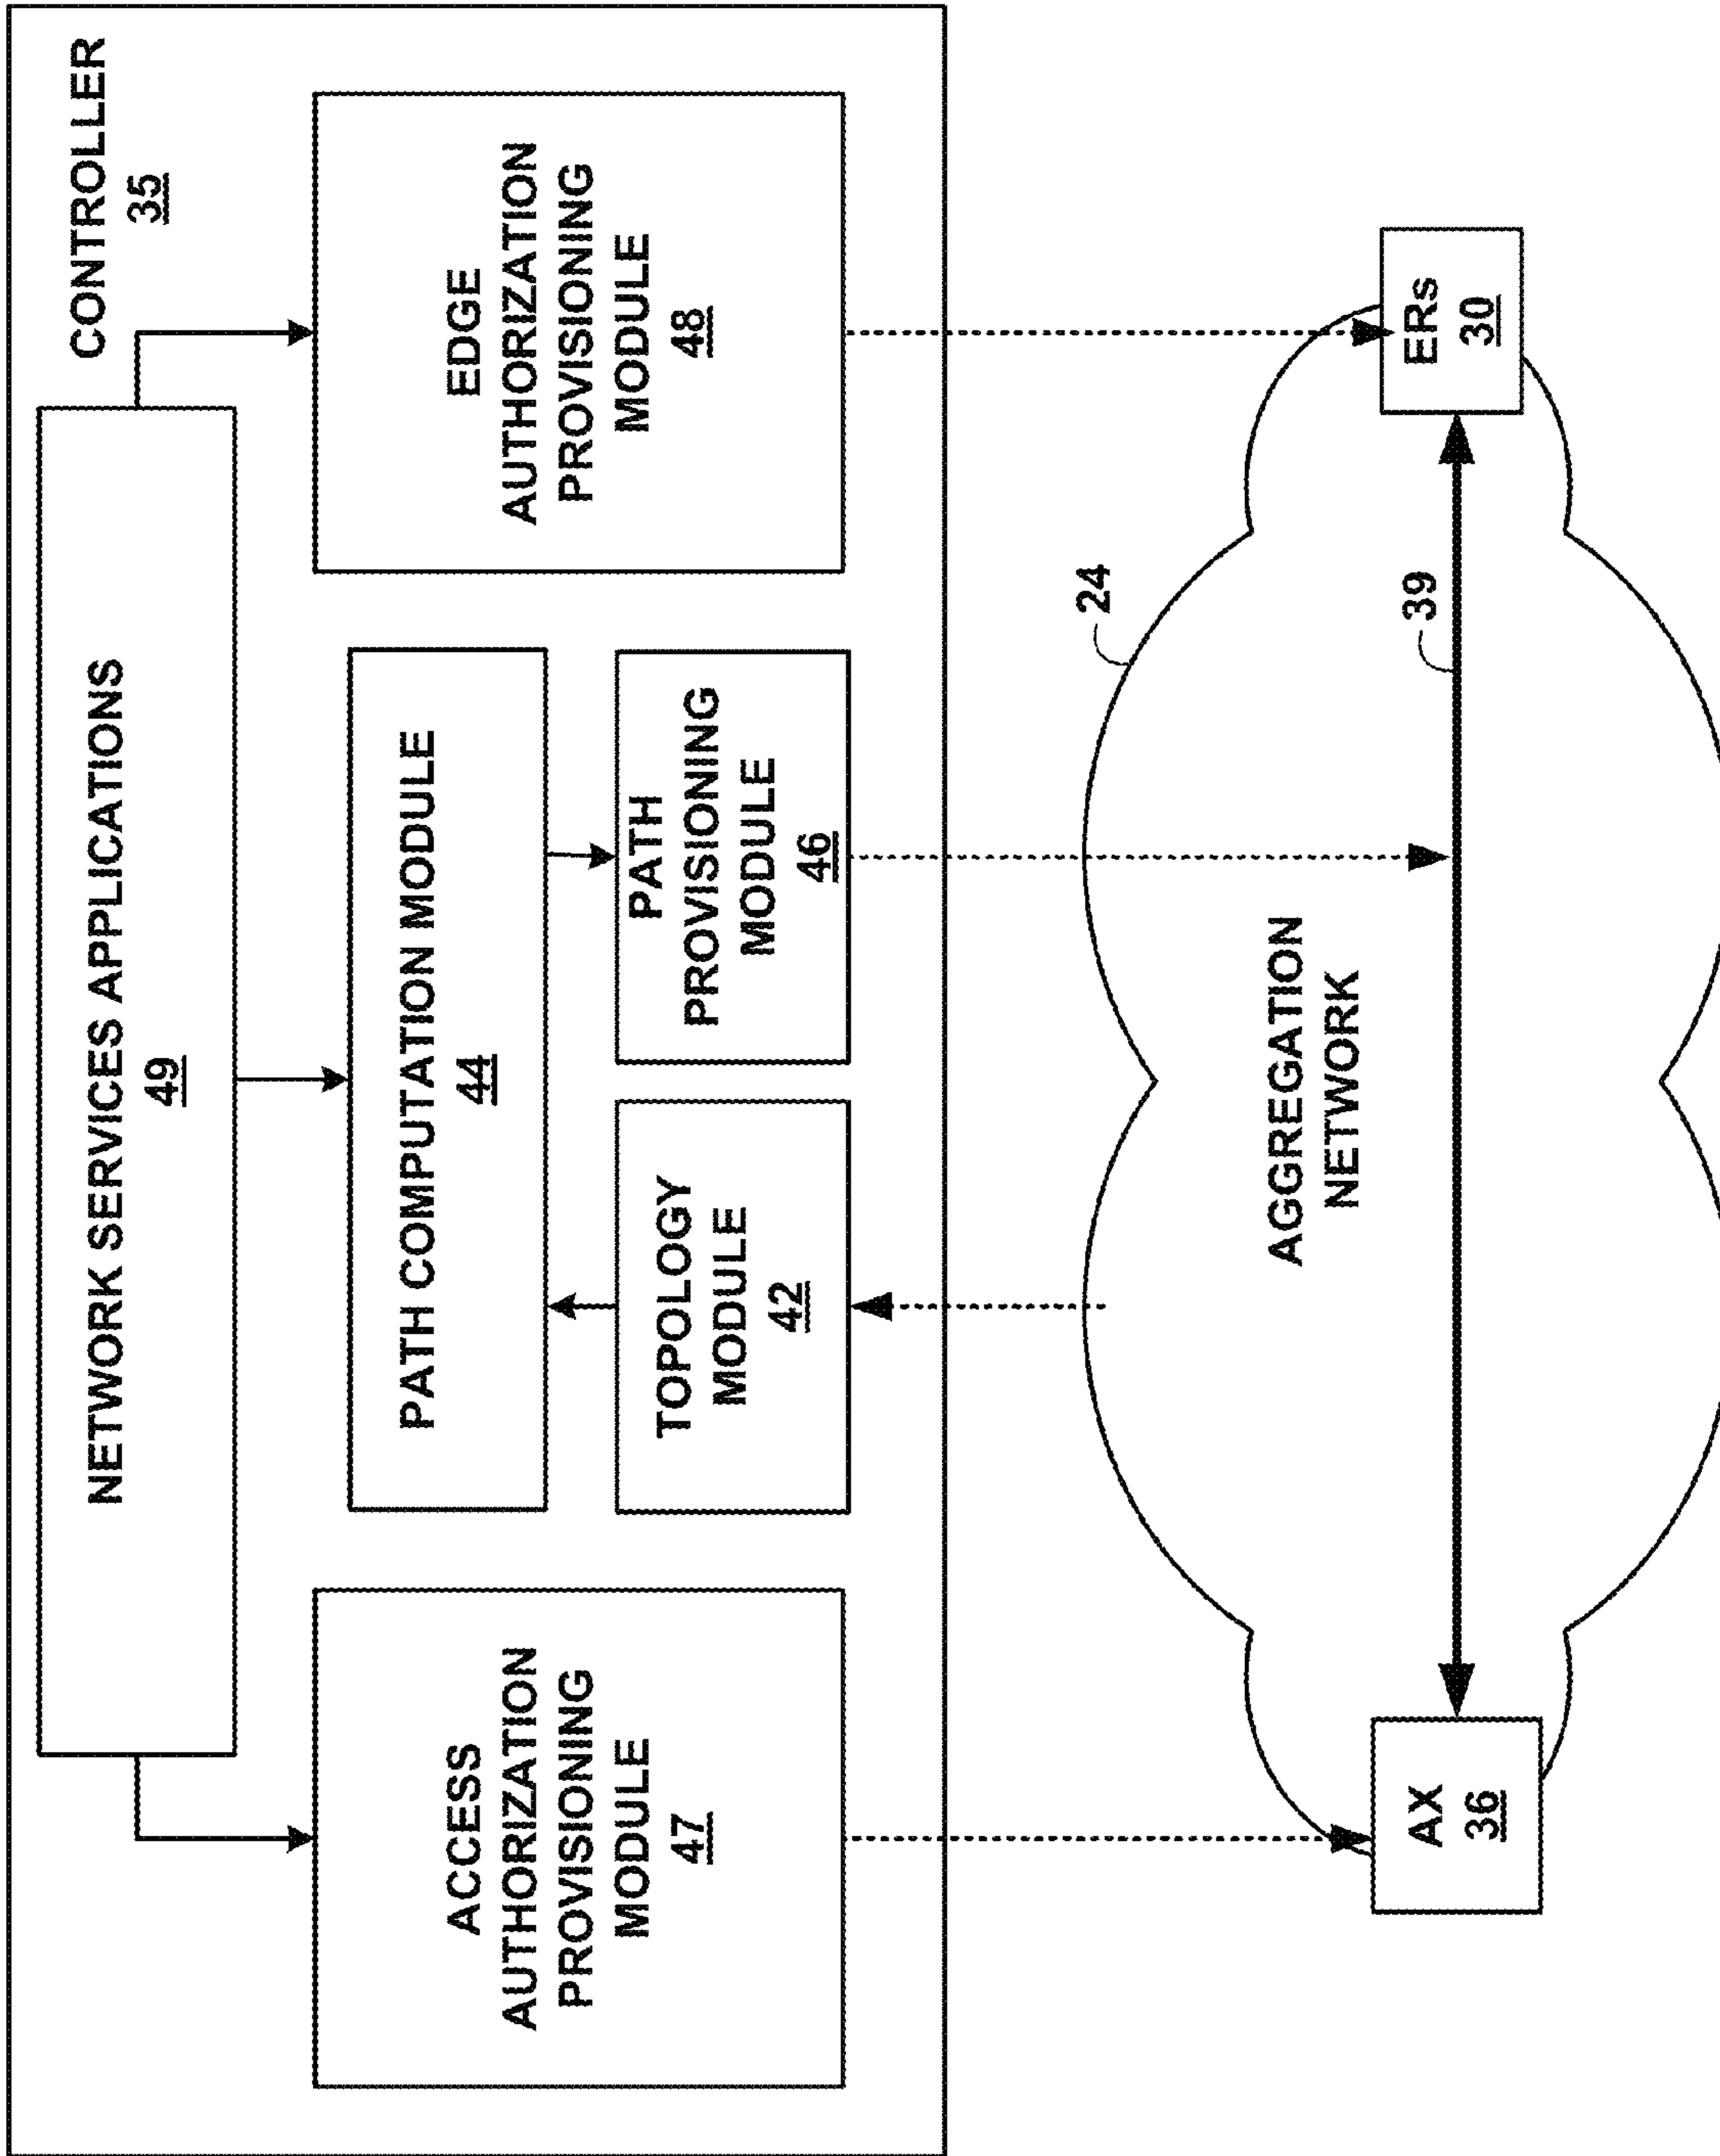 CONTROLLER
35
NETWORK SERVICES APPLICATIONS
49
ACCESS
AUTHORIZATION
PROVISIONING
MODULE
47
PATH COMPUTATION MODULE
44
TOPOLOGY
MODULE
42
PATH
PROVISIONING
MODULE
46
EDGE
AUTHORIZATION
PROVISIONING
MODULE
48
24
AGGREGATION
NETWORK
39
AX
36
ERs
30